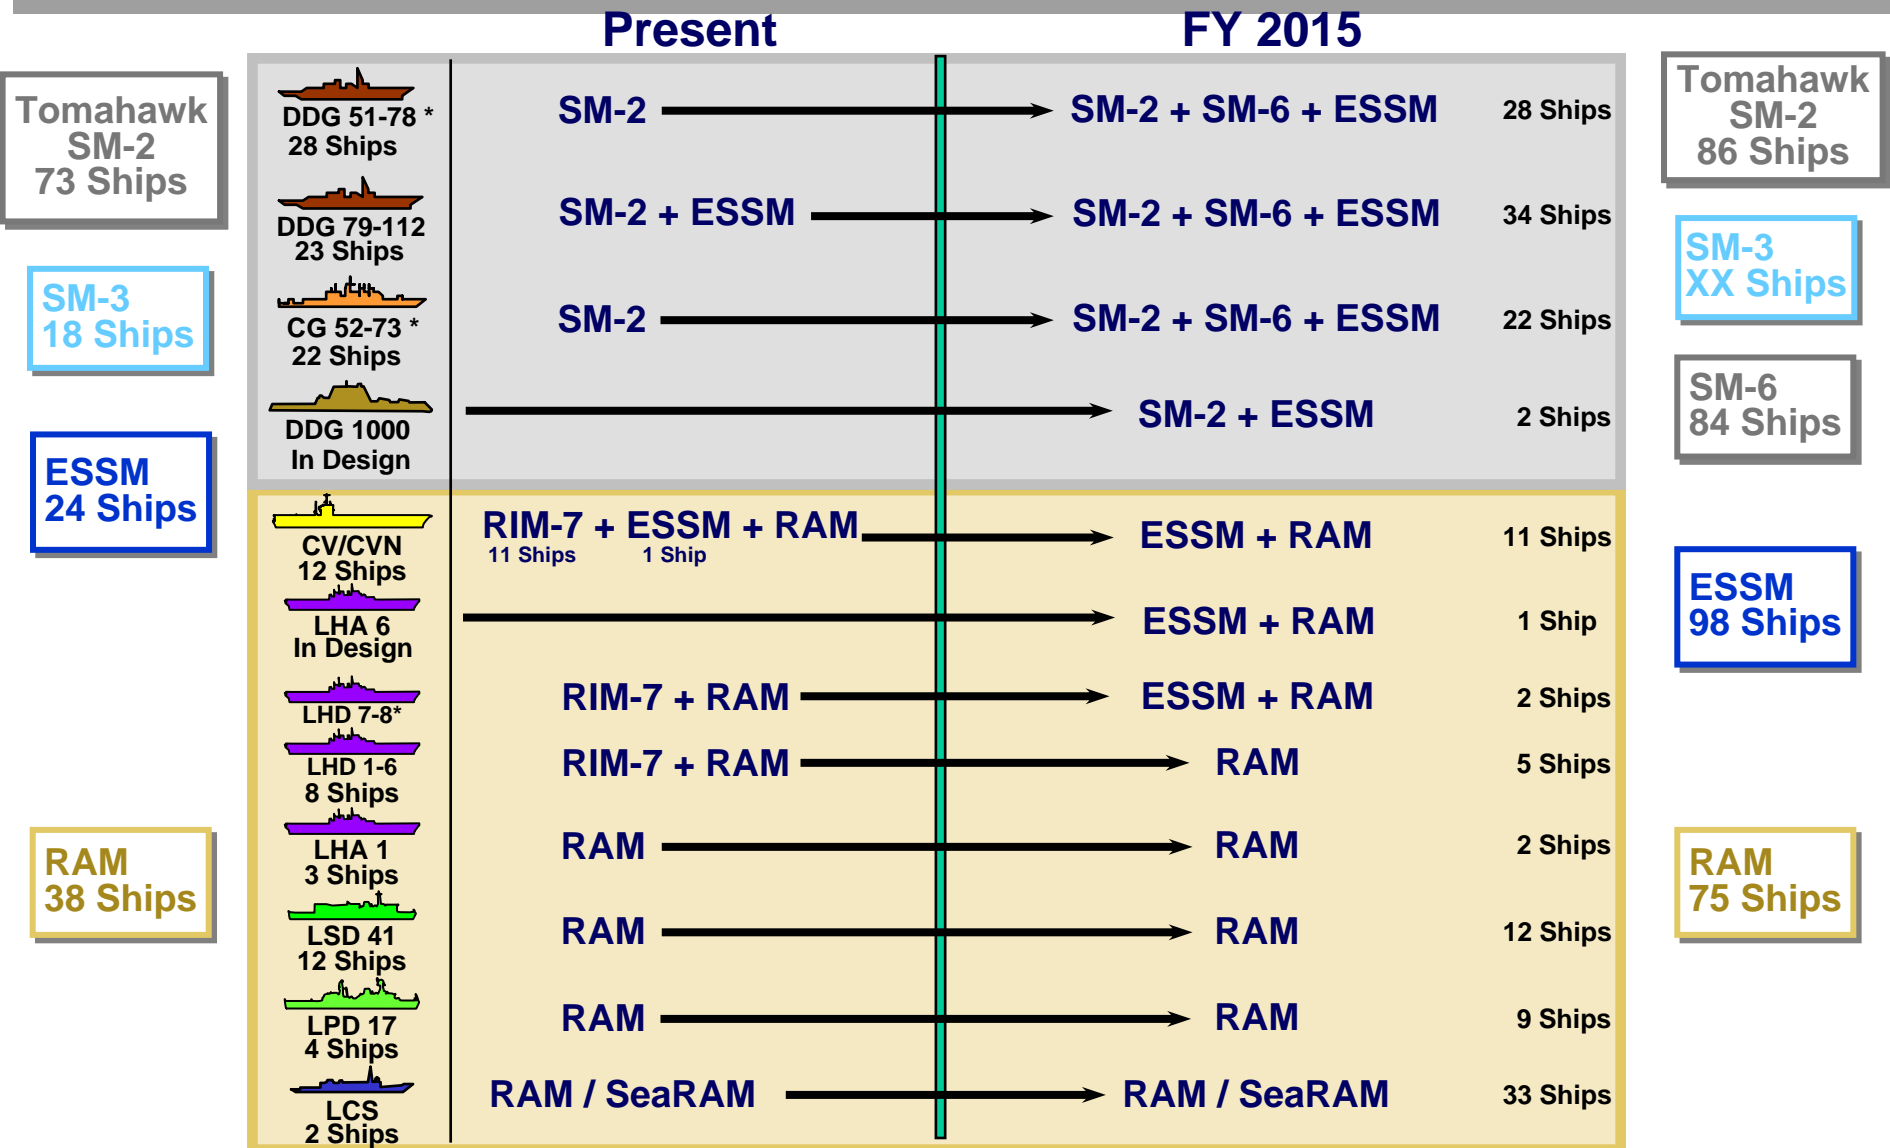 Present
FY 2015
Tomahawk
SM-2
73 Ships
SM-3
18 Ships
ESSM
24 Ships
RAM
38 Ships
DDG 51-78 *
28 Ships
SM-2
SM-2 + SM-6 + ESSM
28 Ships
DDG 79-112
23 Ships
SM-2 + ESSM
SM-2 + SM-6 + ESSM
34 Ships
CG 52-73 *
22 Ships
SM-2
SM-2 + SM-6 + ESSM
22 Ships
DDG 1000
In Design
SM-2 + ESSM
2 Ships
CV/CVN
12 Ships
RIM-7 + ESSM + RAM
11 Ships
1 Ship
ESSM + RAM
11 Ships
LHA 6
In Design
ESSM + RAM
1 Ship
LHD 7-8*
RIM-7 + RAM
ESSM + RAM
2 Ships
LHD 1-6
8 Ships
RIM-7 + RAM
RAM
5 Ships
LHA 1
3 Ships
RAM
RAM
2 Ships
LSD 41
12 Ships
RAM
RAM
12 Ships
LPD 17
4 Ships
RAM
RAM
9 Ships
LCS
2 Ships
RAM / SeaRAM
RAM / SeaRAM
33 Ships
Tomahawk
SM-2
86 Ships
SM-3
XX Ships
SM-6
84 Ships
ESSM
98 Ships
RAM
75 Ships